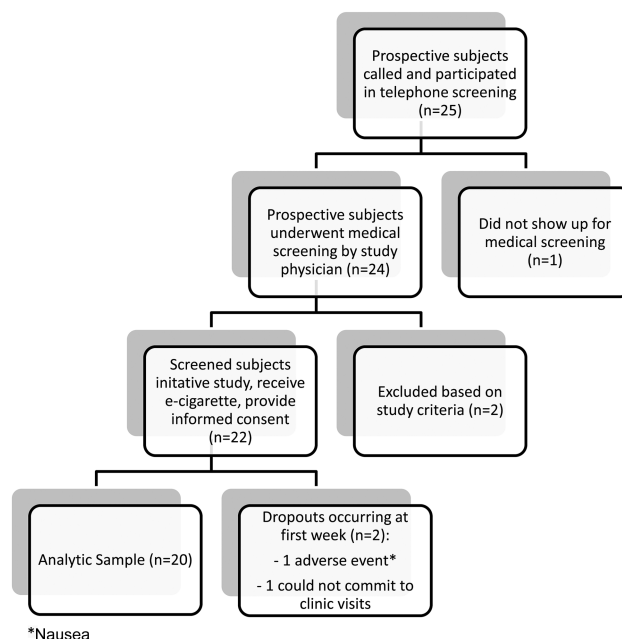 Prospective subjects
called and participated
in telephone screening
(n=25)
Prospective subjects
underwent medical
screening by study
physician (n=24)
Did not show up for
medical screening
(n=1)
Screened subjects
initative study, receive
e-cigarette, provide
informed consent
(n=22)
Excluded based on
study criteria (n=2)
Analytic Sample (n=20)
Dropouts occurring at
first week (n=2):
- 1 adverse event*
- 1 could not commit to
clinic visits
*Nausea